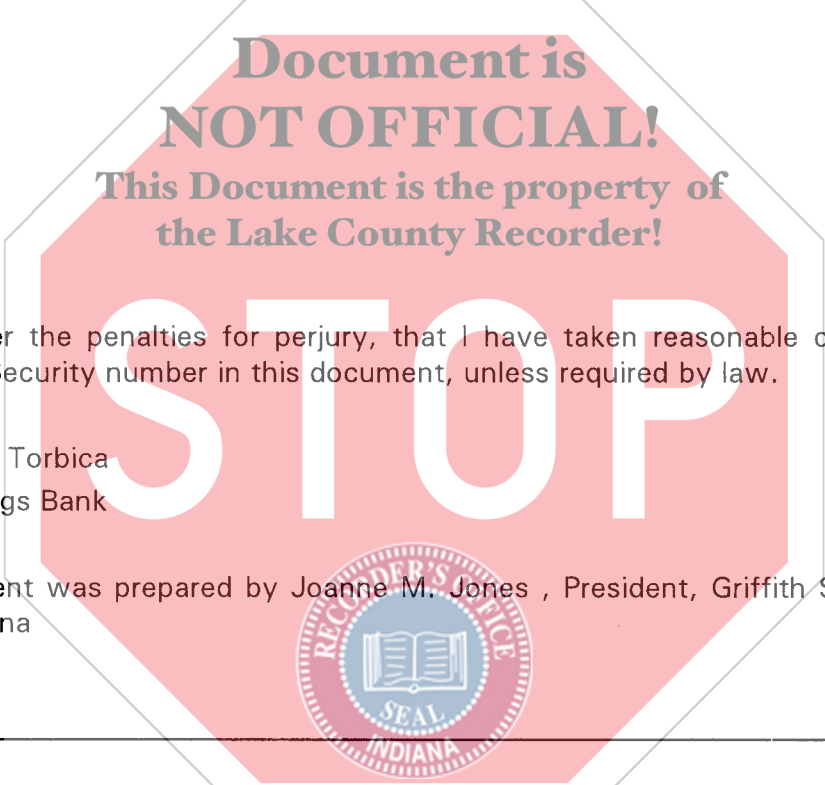 Document is
NOT OFFICIAL!
This Document is the property of
the Lake County Recorder!
STOP
er the penalties for perjury, that I have taken reasonable c
Security number in this document, unless required by law.
Torbica
gs Bank
ent was prepared by Joanne M. Jones , President, Griffith S
na
RECORDER'S OFFICE
SEAL
INDIANA